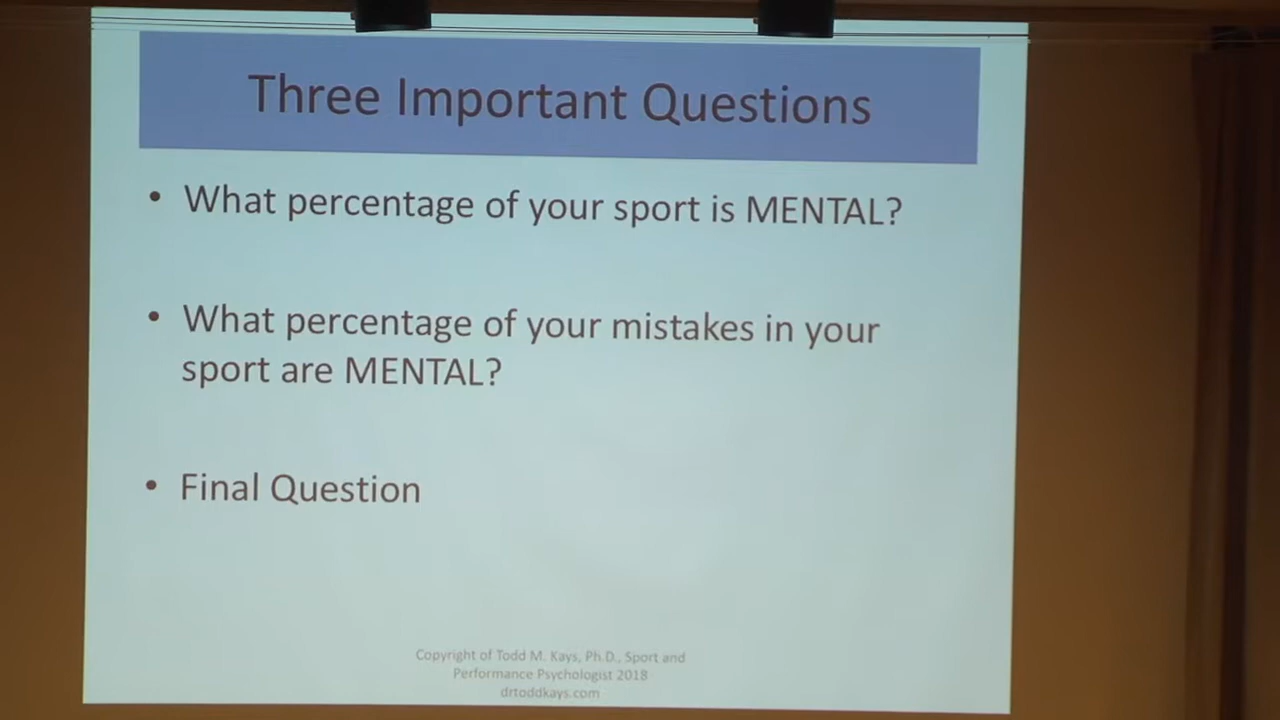 Three Important Questions
• What percentage of your sport is MENTAL?
• What percentage of your mistakes in your
sport are MENTAL?
• Final Question
Copyright of Todd M. Kays, Ph.D., Sport and
Performance Psychologist 2018
drtoddkays.com